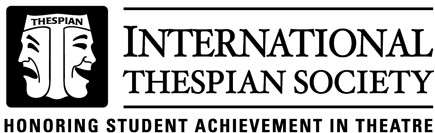 THESPIAN
INTERNATIONAL
THESPIAN SOCIETY
HONORING STUDENT ACHIEVEMENT IN THEATRE